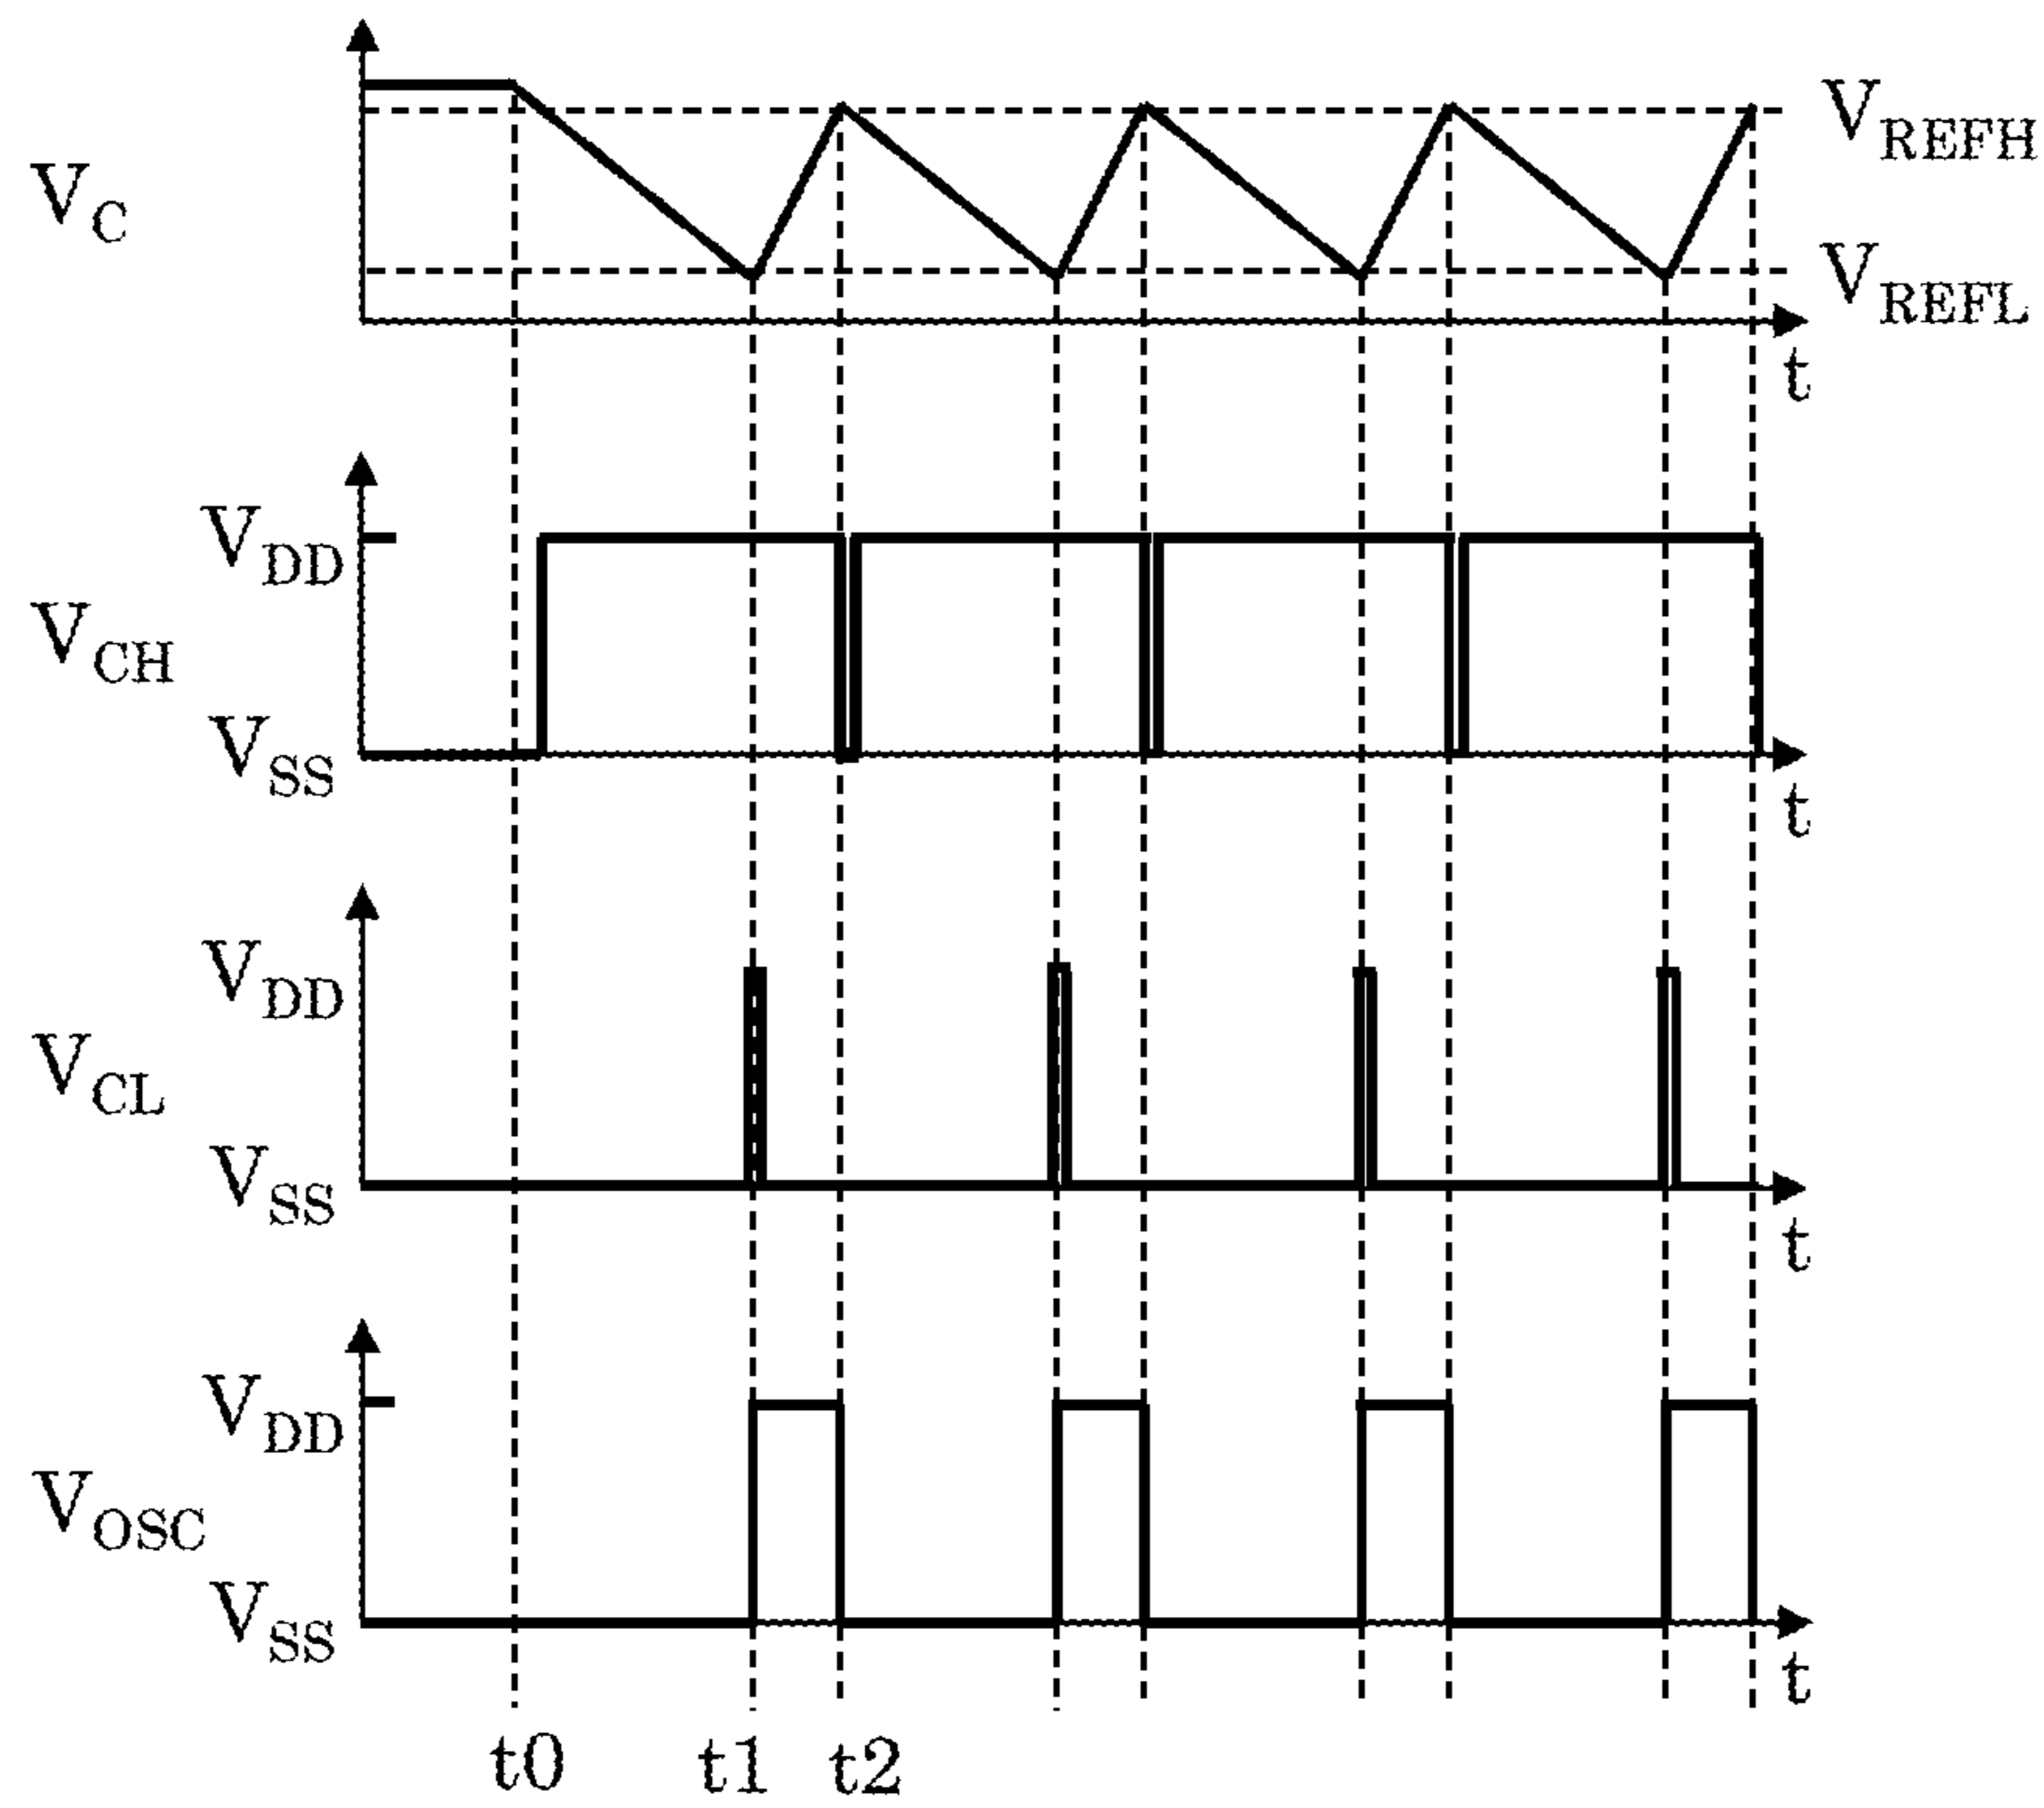 V_C
V_REFH
V_REFL
t
V_DD
V_CH
V_SS
t
V_DD
V_CL
V_SS
t
V_DD
V_OSC
V_SS
t
t0 t1 t2